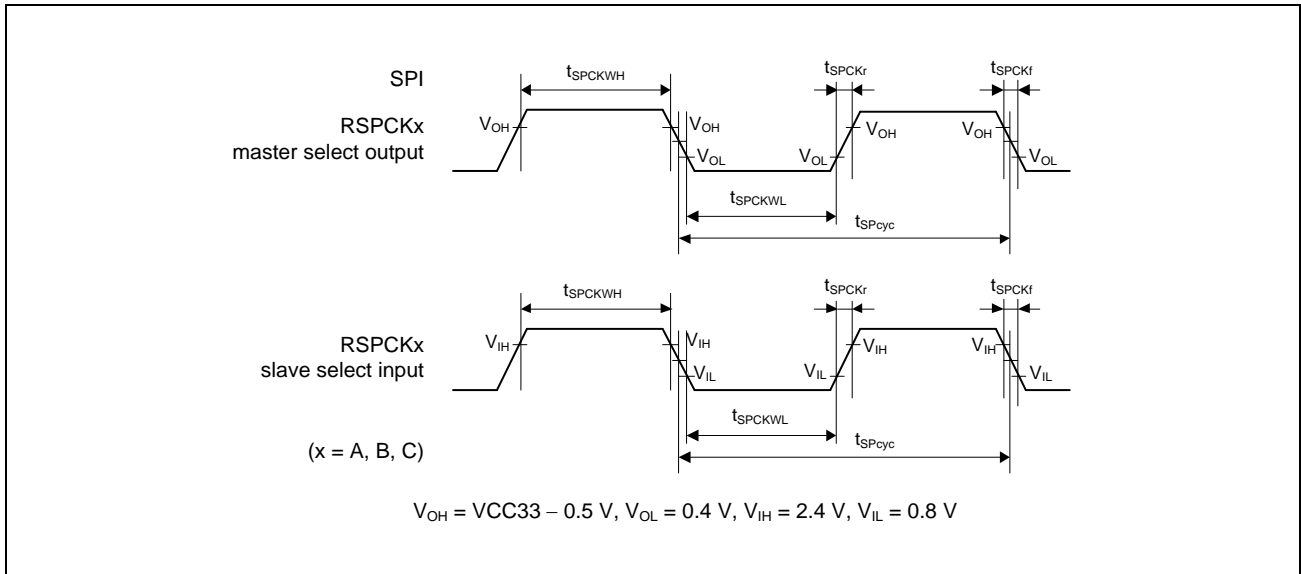 SPI
RSPCKx
master select output
tSPCKWH
tSPCKr
tSPCKf
VOH
VOH
VOL
VOL
VOH
VOH
VOL
tSPCKWL
tSPcyc
RSPCKx
slave select input
tSPCKWH
tSPCKr
tSPCKf
VIH
VIH
VIL
VIL
VIH
VIH
VIL
tSPCKWL
tSPcyc
(x = A, B, C)
VOH = VCC33 – 0.5 V, VOL = 0.4 V, VIH = 2.4 V, VIL = 0.8 V